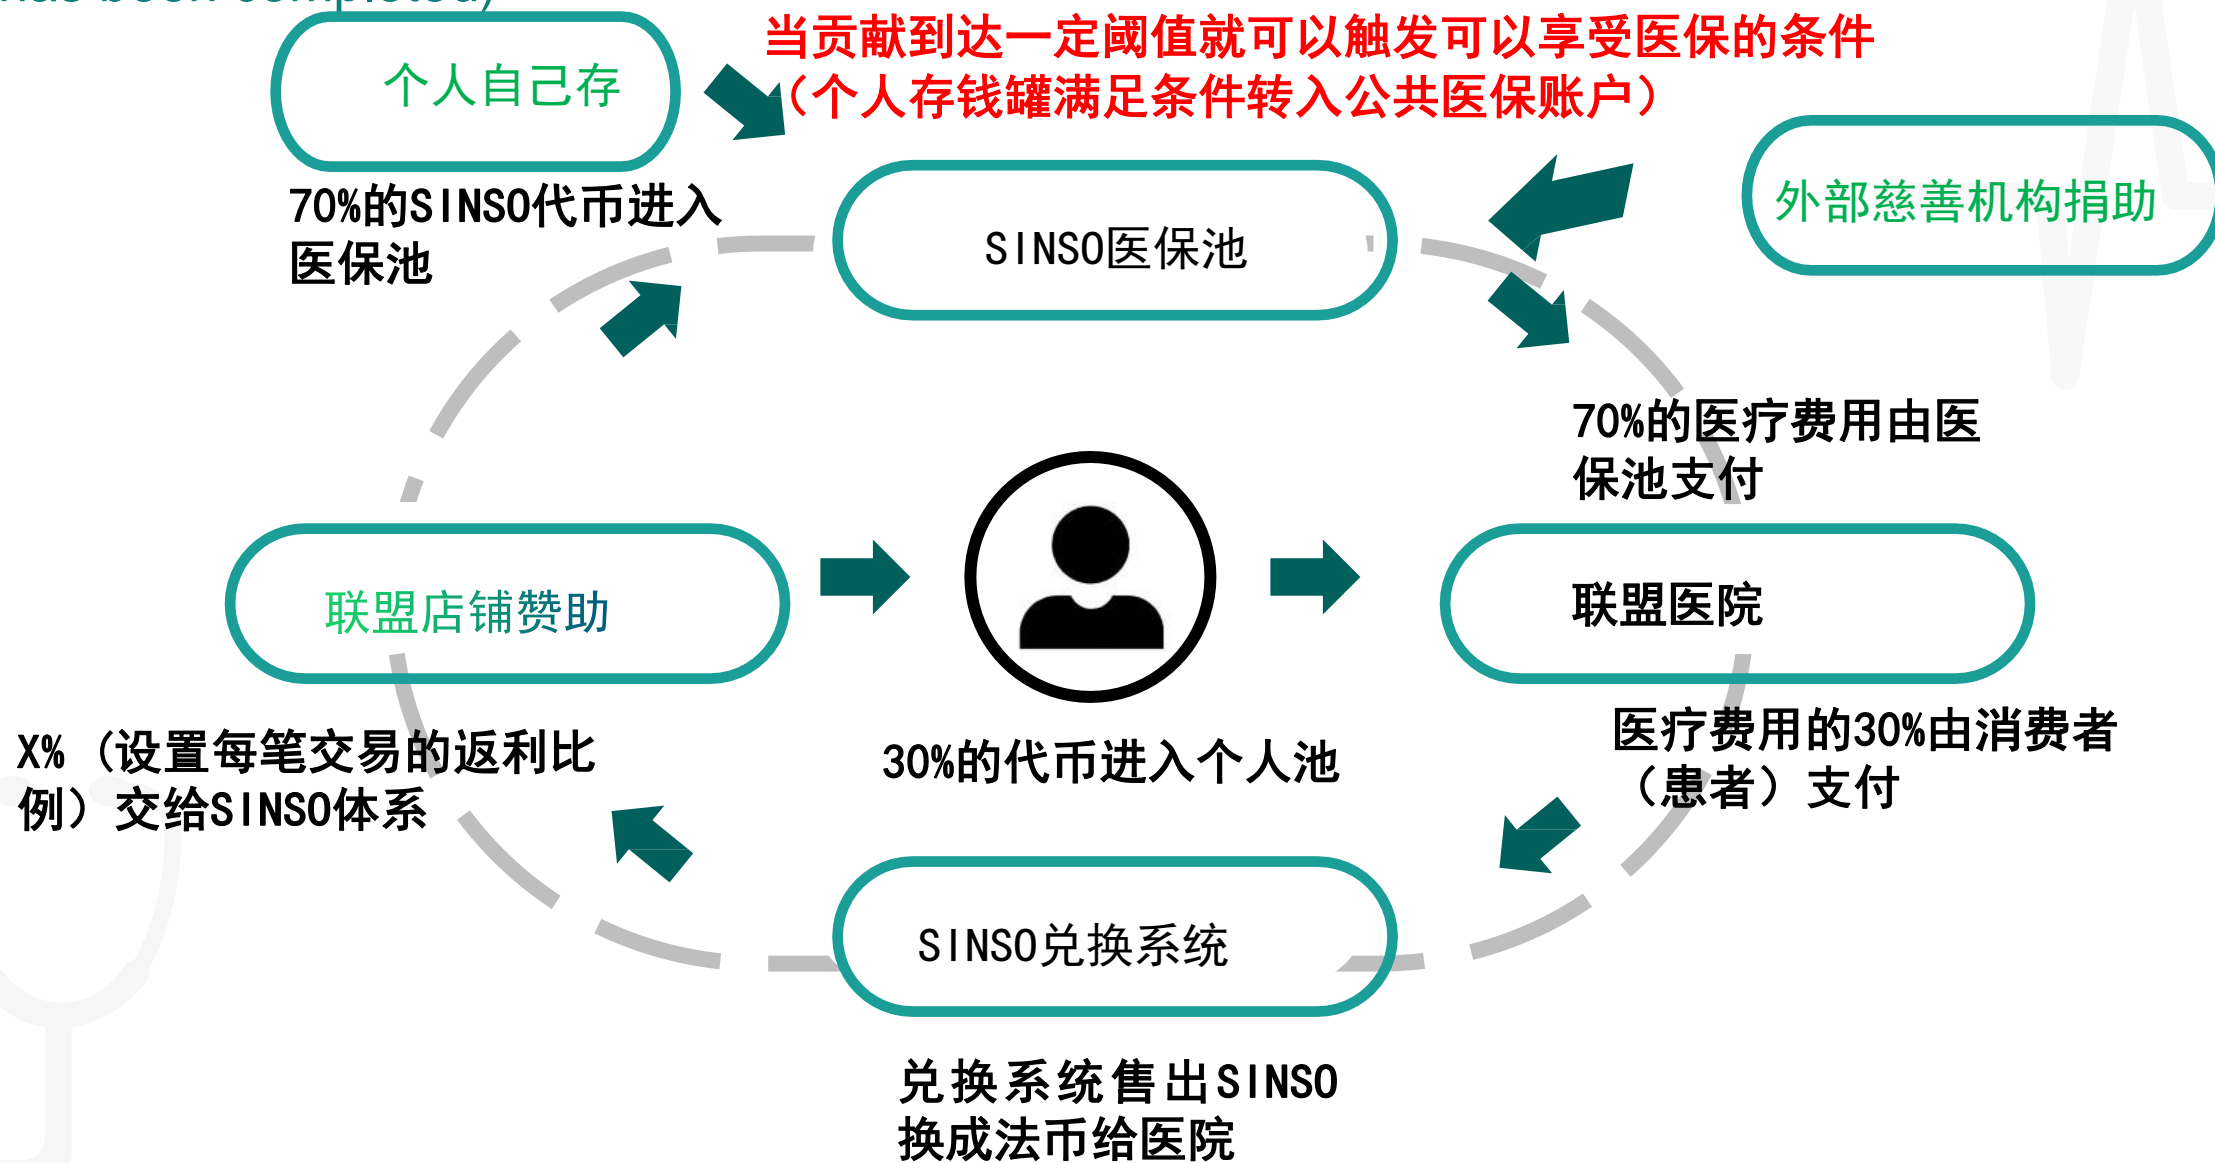 has been completed)
当贡献到达一定阈值就可以触发可以享受医保的条件
（个人存钱罐满足条件转入公共医保账户）
个人自己存
外部慈善机构捐助
70%的SINSO代币进入
医保池
SINSO医保池
70%的医疗费用由医
保池支付
联盟店铺赞助
联盟医院
X%（设置每笔交易的返利比
例）交给SINSO体系
30%的代币进入个人池
医疗费用的30%由消费者
（患者）支付
SINSO兑换系统
兑换系统售出SINSO
换成法币给医院